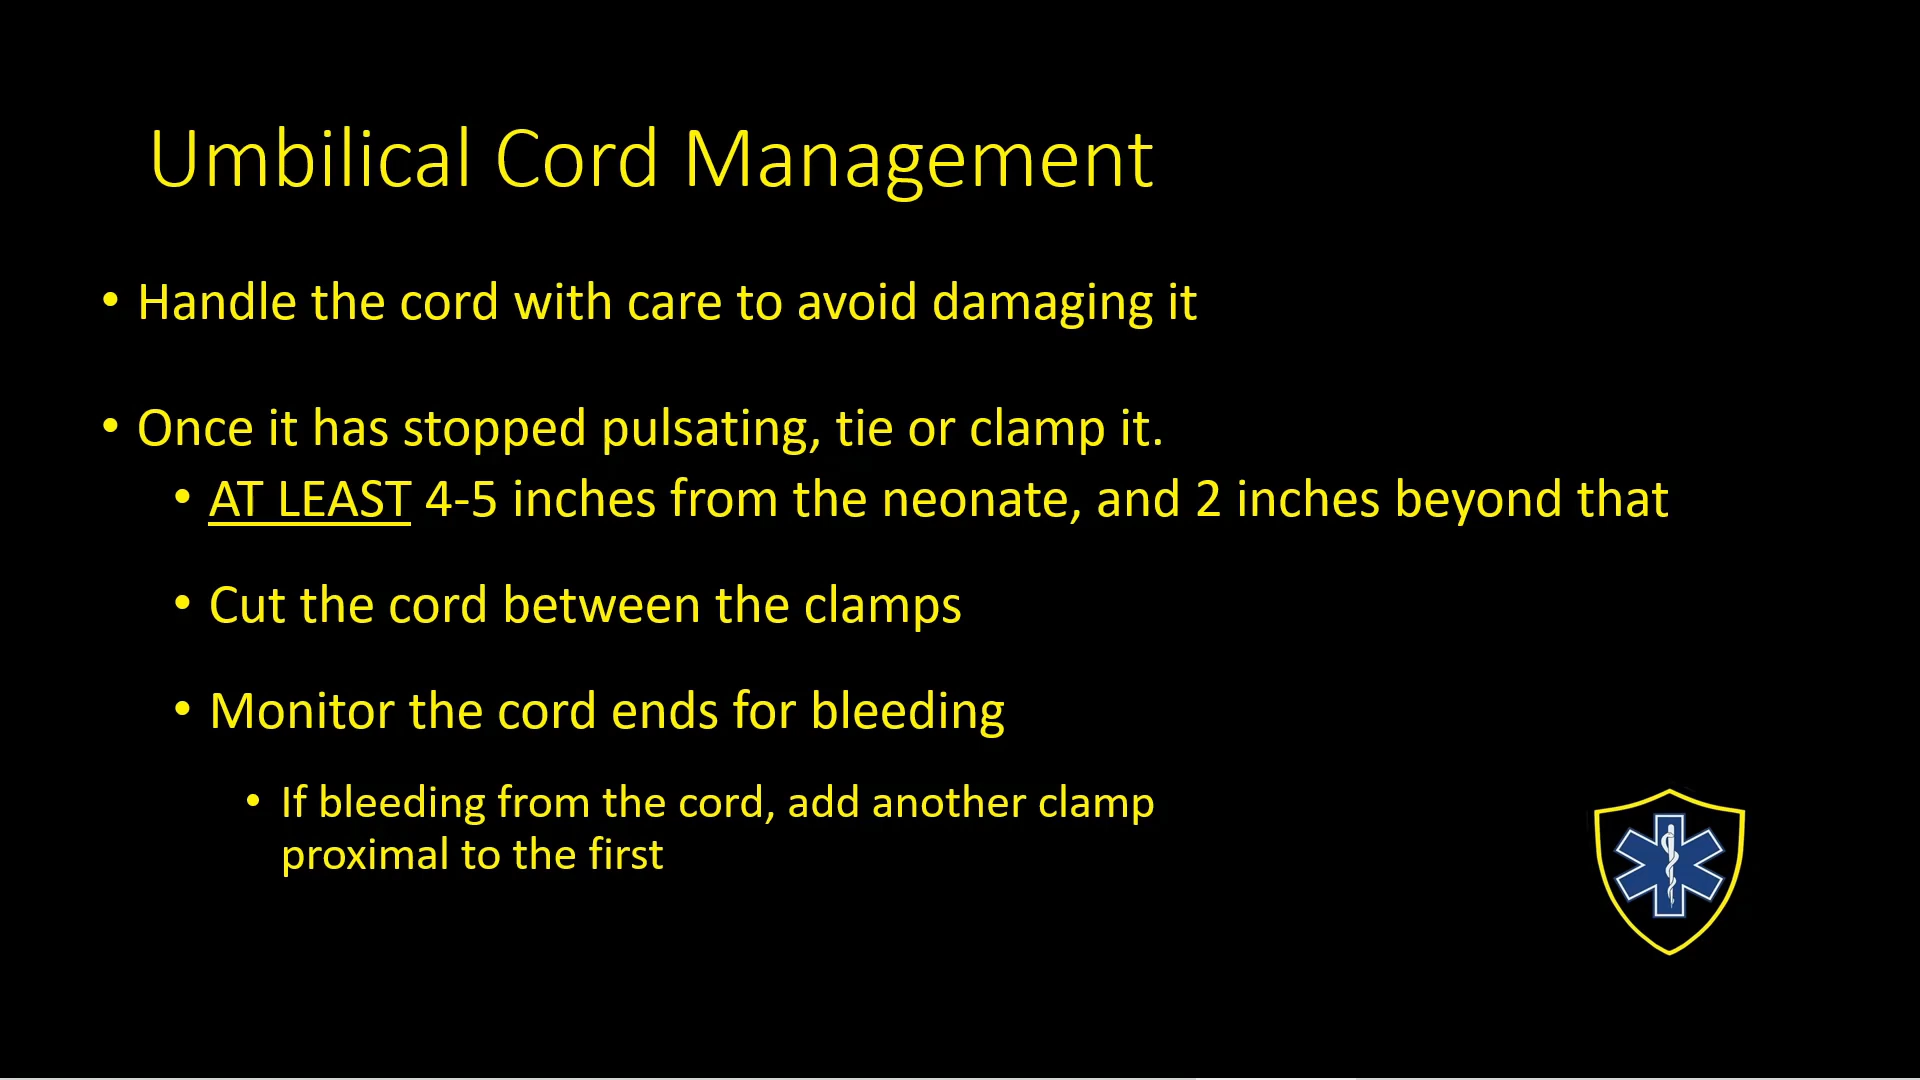 Umbilical Cord Management
• Handle the cord with care to avoid damaging it
• Once it has stopped pulsating, tie or clamp it.
• AT LEAST 4-5 inches from the neonate, and 2 inches beyond that
• Cut the cord between the clamps
• Monitor the cord ends for bleeding
• If bleeding from the cord, add another clamp
proximal to the first